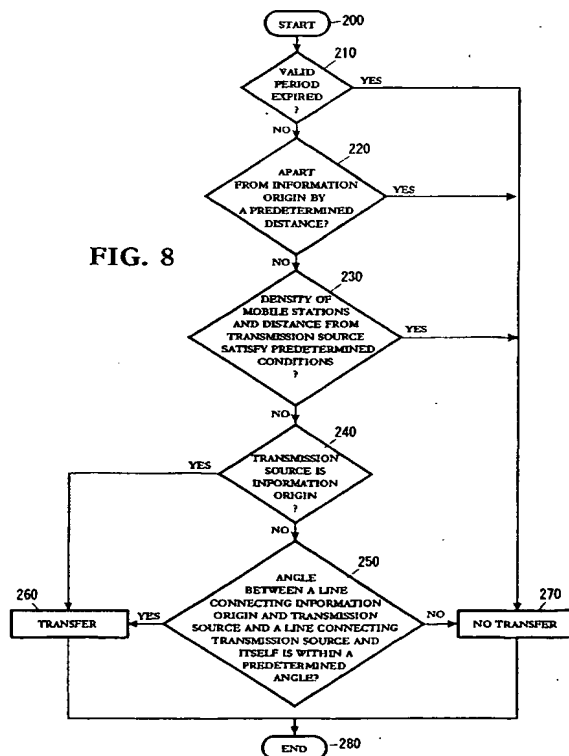 START
200
210
VALID
PERIOD
EXPIRED
?
YES
NO
220
APART
FROM INFORMATION
ORIGIN BY
A PREDETERMINED
DISTANCE?
YES
NO
FIG. 8
230
DENSITY OF
MOBILE STATIONS
AND DISTANCE FROM
TRANSMISSION SOURCE
SATISFY PREDETERMINED
CONDITIONS
?
YES
NO
240
TRANSMISSION
SOURCE IS
INFORMATION
ORIGIN
?
YES
NO
250
ANGLE
BETWEEN A LINE
CONNECTING INFORMATION
ORIGIN AND TRANSMISSION
SOURCE AND A LINE CONNECTING
TRANSMISSION SOURCE AND
ITSELF IS WITHIN A
PREDETERMINED
ANGLE?
260
TRANSFER
YES
NO
270
NO TRANSFER
END
280